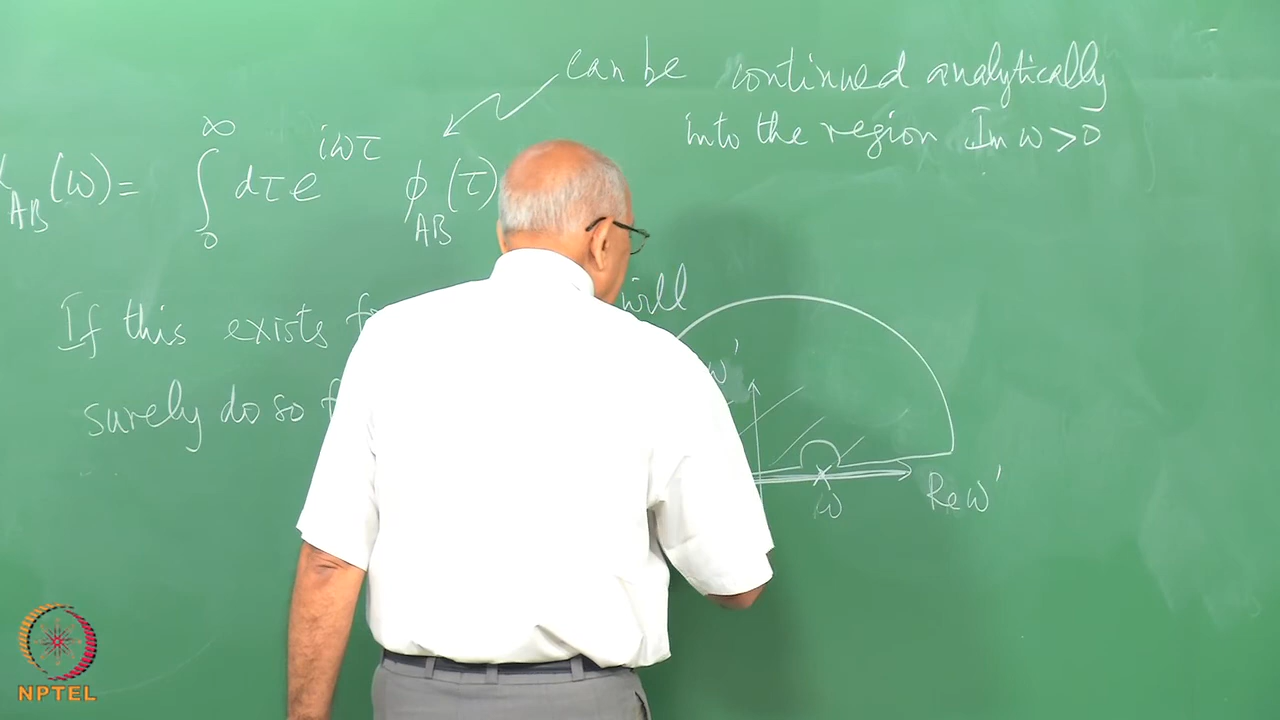 can be continued analytically
into the region Im ω > 0
AB (ω) = ∫₀^∞ dτ e^{iωτ} ϕ_AB (τ)
If this exists will
surely do so
ω'
ω
Re ω'
NPTEL